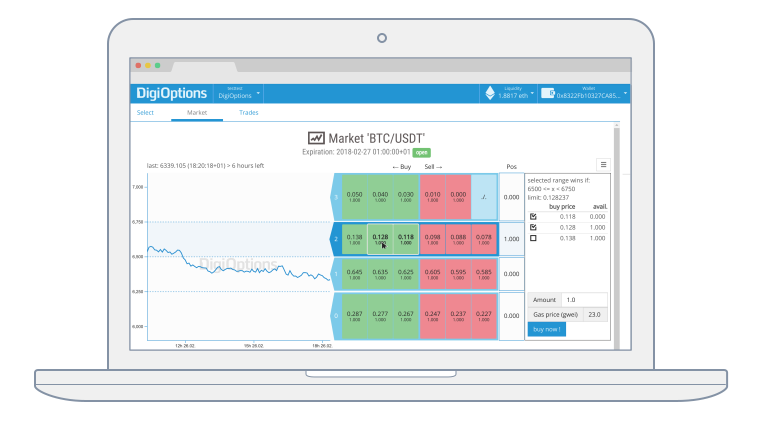 DigiOptions
testtest
DigiOptions
Liquidity
1.8817 eth
Wallet
0x8322Fb10327CA85...
Select Market Trades
Market 'BTC/USDT'
Expiration: 2018-02-27 01:00:00+01 open
last: 6339.105 (18:20:18+01) > 6 hours left
← Buy Sell → Pos
7,000
6,750
6,500
6,250
6,000
12h 26.02. 15h 26.02. 18h 26.02.
DigiOptions
3 0.050 0.040 0.030 0.010 0.000 ./. 0.000
1.000 1.000 1.000 1.000 1.000
2 0.138 0.128 0.118 0.098 0.088 0.078 1.000
1.000 1.000 1.000 1.000 1.000 1.000
1 0.645 0.635 0.625 0.605 0.595 0.585 0.000
1.000 1.000 1.000 1.000 1.000 1.000
0 0.287 0.277 0.267 0.247 0.237 0.227 0.000
1.000 1.000 1.000 1.000 1.000 1.000
selected range wins if:
6500 <= x < 6750
limit: 0.128237
buy price avail.
0.118 0.000
0.128 1.000
0.138 1.000
Amount 1.0
Gas price (gwei) 23.0
buy now !